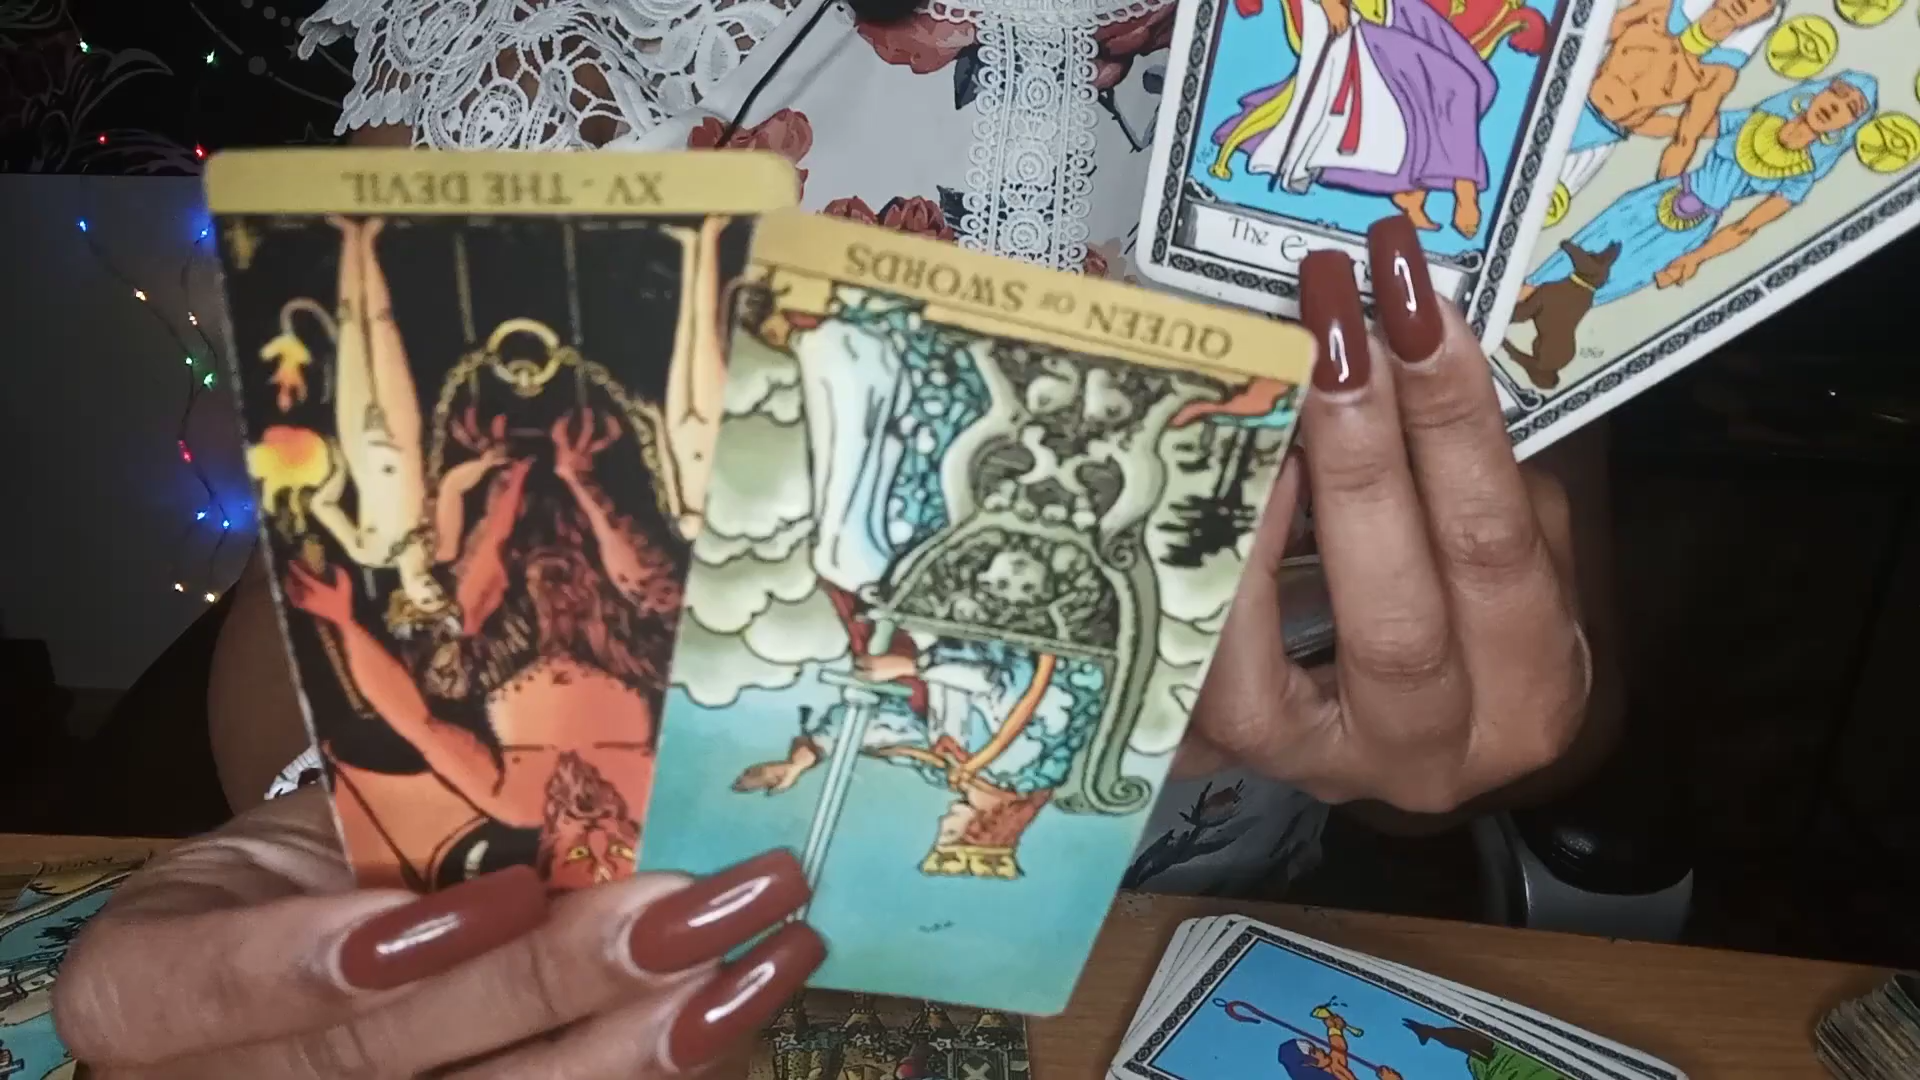 XV - THE DEVIL
QUEEN OF SWORDS
The